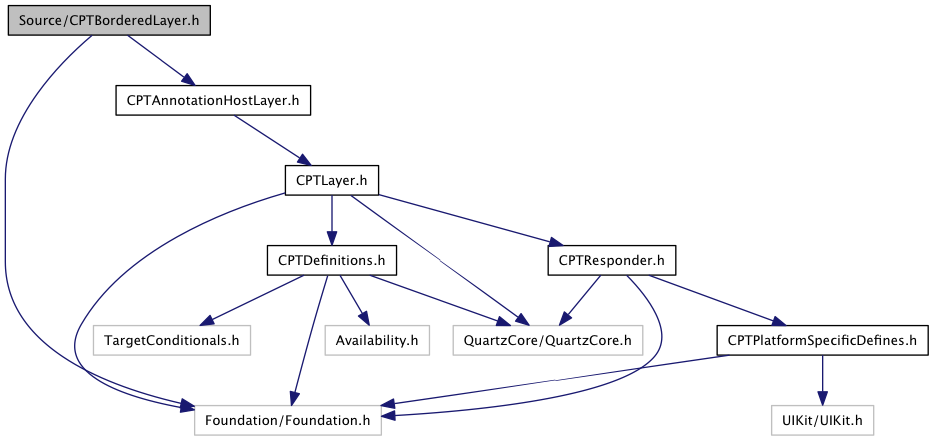 Source/CPTBorderedLayer.h
CPTAnnotationHostLayer.h
CPTLayer.h
CPTDefinitions.h
CPTResponder.h
TargetConditionals.h
Availability.h
QuartzCore/QuartzCore.h
CPTPlatformSpecificDefines.h
Foundation/Foundation.h
UIKit/UIKit.h